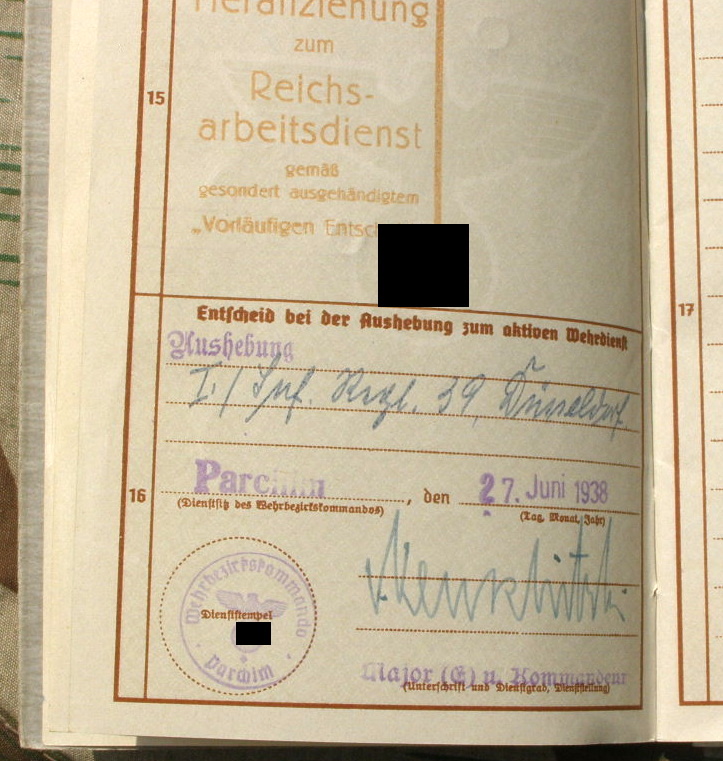 Heranziehung
zum
Reichs-
arbeitsdienst
gemäß
gesondert ausgehändigtem
„Vorläufigen Entsch
15
Entscheid bei der Aushebung zum aktiven Wehrdienst
Aushebung
I./ Inf. Regt. 39, Düsseldorf
16
Parchim, den 27. Juni 1938
(Dienstsitz des Wehrbezirkskommandos) (Tag, Monat, Jahr)
Wehrbezirkskommando
Dienststempel
Parchim
Major (E) u. Kommandeur
(Unterschrift und Dienstgrad, Dienststellung)
17